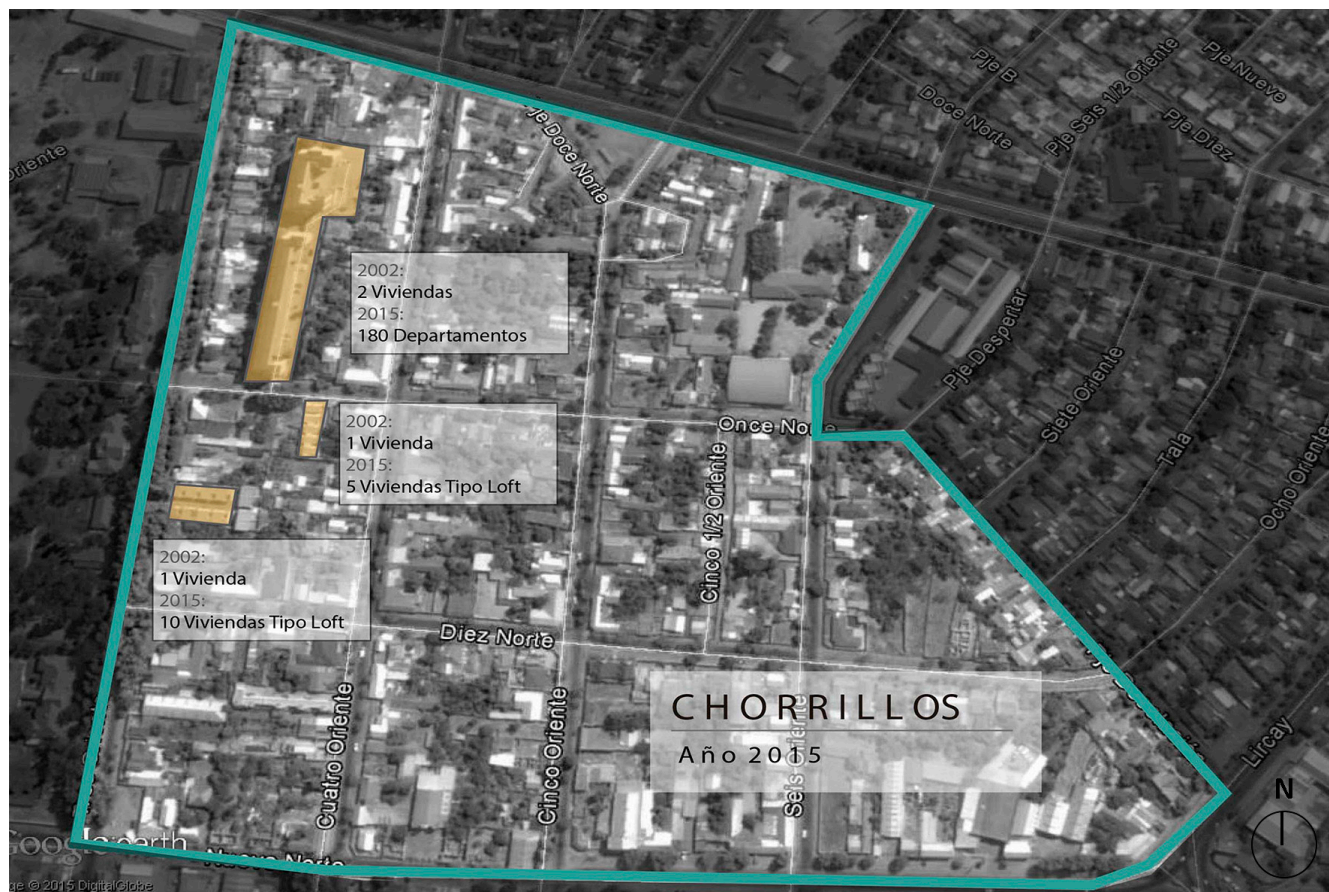 Pje B
Pje Nueve
Pje Seis 1/2 Oriente
Doce Norte
Pje Diez
Pje Doce Norte
Oriente
2002:
2 Viviendas
2015:
180 Departamentos
Pje Despertar
Siete Oriente
Tala
Ocho Oriente
Once
2002:
1 Vivienda
2015:
5 Viviendas Tipo Loft
Cinco 1/2 Oriente
2002:
1 Vivienda
2015:
10 Viviendas Tipo Loft
Diez Norte
CHORRILLOS
Año 2015
Cuatro Oriente
Cinco Oriente
Seis Oriente
Lircay
N
Google earth
Nueve Norte
© 2015 DigitalGlobe